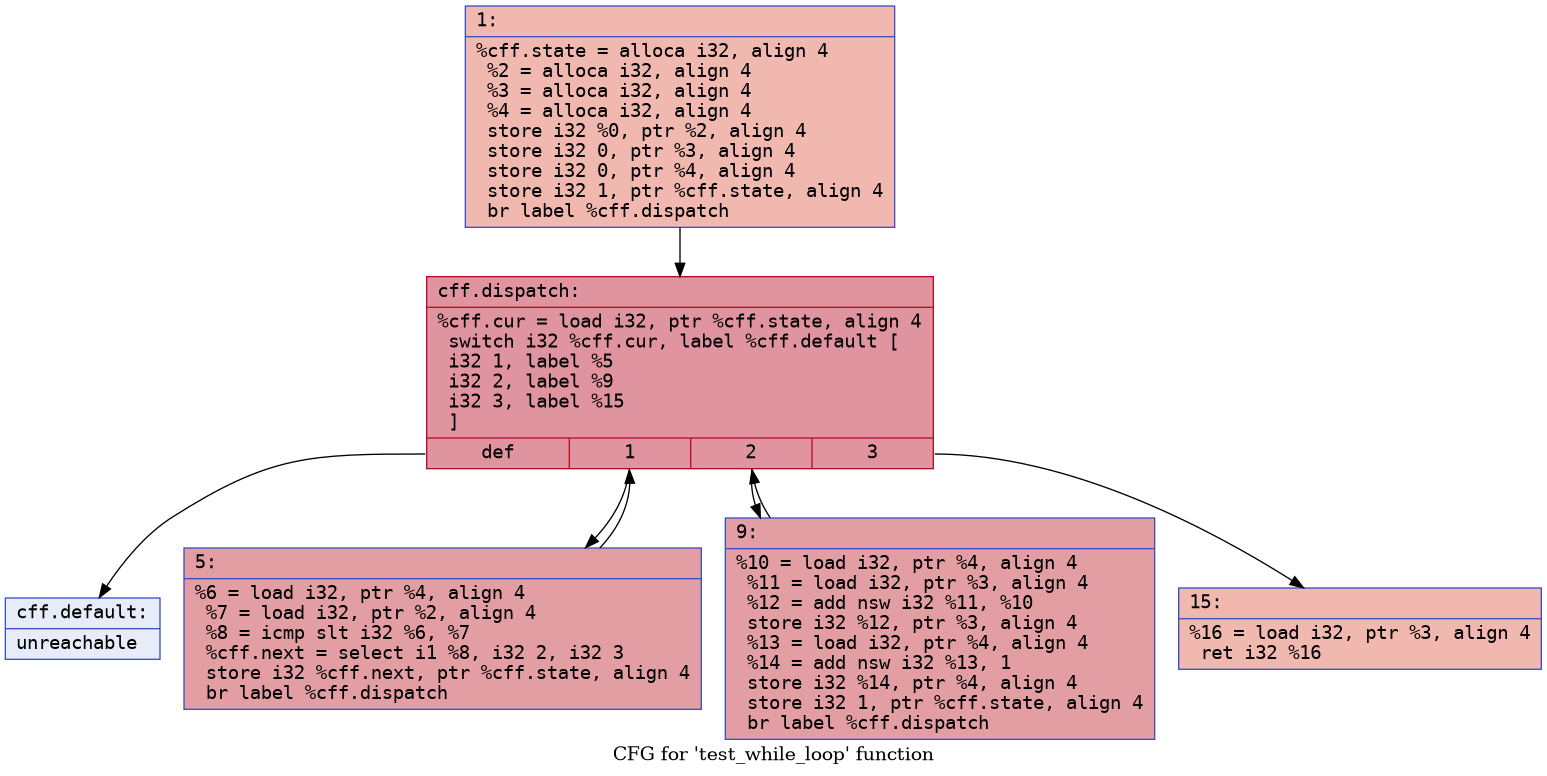 1:
%cff.state = alloca i32, align 4
%2 = alloca i32, align 4
%3 = alloca i32, align 4
%4 = alloca i32, align 4
store i32 %0, ptr %2, align 4
store i32 0, ptr %3, align 4
store i32 0, ptr %4, align 4
store i32 1, ptr %cff.state, align 4
br label %cff.dispatch
cff.dispatch:
%cff.cur = load i32, ptr %cff.state, align 4
switch i32 %cff.cur, label %cff.default [
i32 1, label %5
i32 2, label %9
i32 3, label %15
]
def 1 2 3
cff.default:
unreachable
5:
%6 = load i32, ptr %4, align 4
%7 = load i32, ptr %2, align 4
%8 = icmp slt i32 %6, %7
%cff.next = select i1 %8, i32 2, i32 3
store i32 %cff.next, ptr %cff.state, align 4
br label %cff.dispatch
9:
%10 = load i32, ptr %4, align 4
%11 = load i32, ptr %3, align 4
%12 = add nsw i32 %11, %10
store i32 %12, ptr %3, align 4
%13 = load i32, ptr %4, align 4
%14 = add nsw i32 %13, 1
store i32 %14, ptr %4, align 4
store i32 1, ptr %cff.state, align 4
br label %cff.dispatch
15:
%16 = load i32, ptr %3, align 4
ret i32 %16
CFG for 'test_while_loop' function